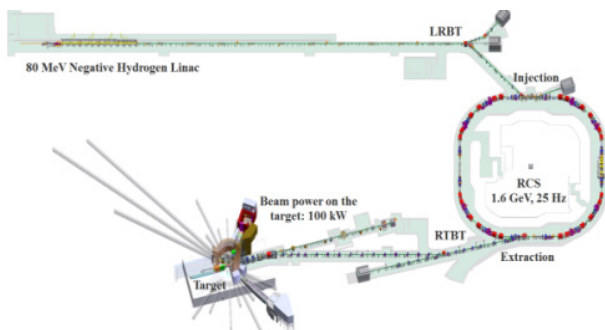 LRBT
80 MeV Negative Hydrogen Linac
Injection
RCS
1.6 GeV, 25 Hz
Beam power on the
target: 100 kW
RTBT
Extraction
Target